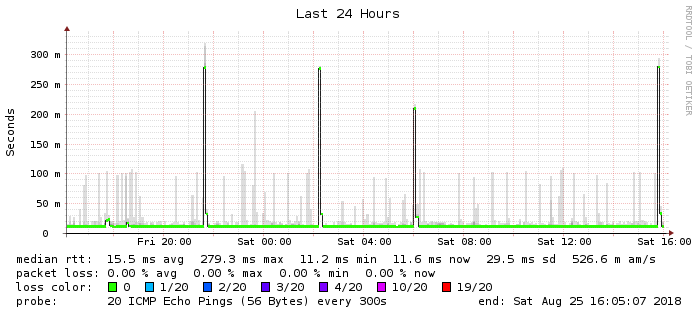 Last 24 Hours
RRDTOOL / TOBI OETIKER
Seconds
300 m
250 m
200 m
150 m
100 m
50 m
0
Fri 20:00 Sat 00:00 Sat 04:00 Sat 08:00 Sat 12:00 Sat 16:00
median rtt: 15.5 ms avg 279.3 ms max 11.2 ms min 11.6 ms now 29.5 ms sd 526.6 m am/s
packet loss: 0.00 % avg 0.00 % max 0.00 % min 0.00 % now
loss color: 0 1/20 2/20 3/20 4/20 10/20 19/20
probe: 20 ICMP Echo Pings (56 Bytes) every 300s end: Sat Aug 25 16:05:07 2018